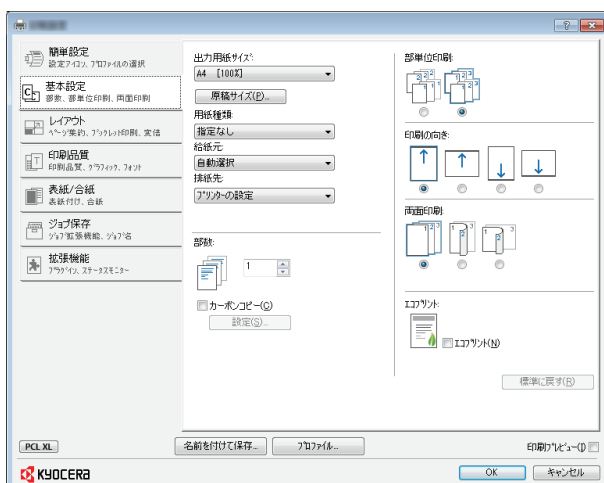 簡単設定
設定アイコン、プロファイルの選択
基本設定
部数、部単位印刷、両面印刷
レイアウト
ページ集約、ブックレット印刷、変倍
印刷品質
印刷品質、グラフィック、フォント
表紙/合紙
表紙付け、合紙
ジョブ保存
ジョブ拡張機能、ジョブ名
拡張機能
プラグイン、ステータスモニター
出力用紙サイズ:
A4 [100%]
原稿サイズ(P)...
用紙種類:
指定なし
給紙元:
自動選択
排紙先:
プリンターの設定
部数:
1
カーボンコピー(C)
設定(S)...
部単位印刷:
印刷の向き:
両面印刷:
エコプリント:
エコプリント(N)
標準に戻す(R)
PCL XL
名前を付けて保存...
プロファイル...
印刷プレビュー(I)
KYOCERA
OK
キャンセル